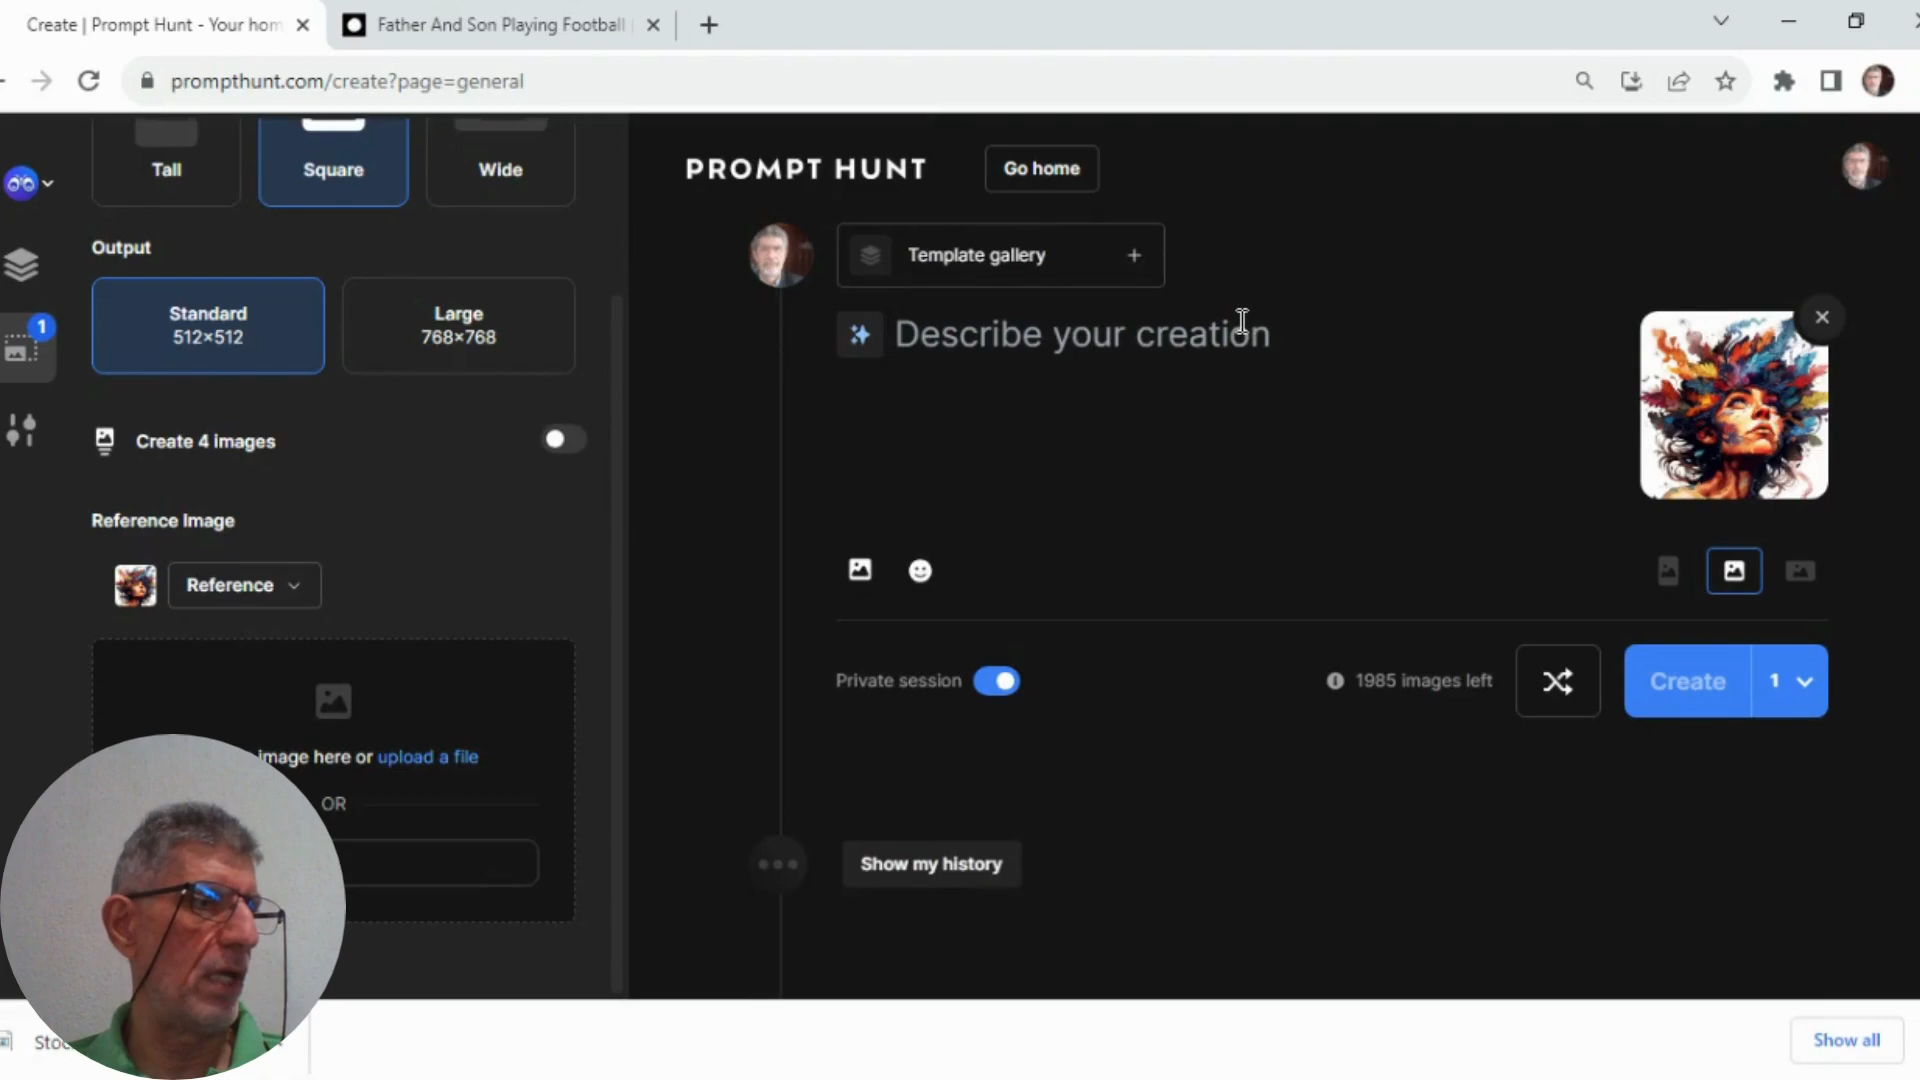 Create | Prompt Hunt - Your hom
Father And Son Playing Football
prompthunt.com/create?page=general
Tall
Square
Wide
PROMPT HUNT
Go home
Output
Template gallery
Standard
512×512
Large
768×768
Describe your creation
Create 4 images
Reference Image
Reference
Private session
1985 images left
Create
1
image here or upload a file
OR
Show my history
1
Show all